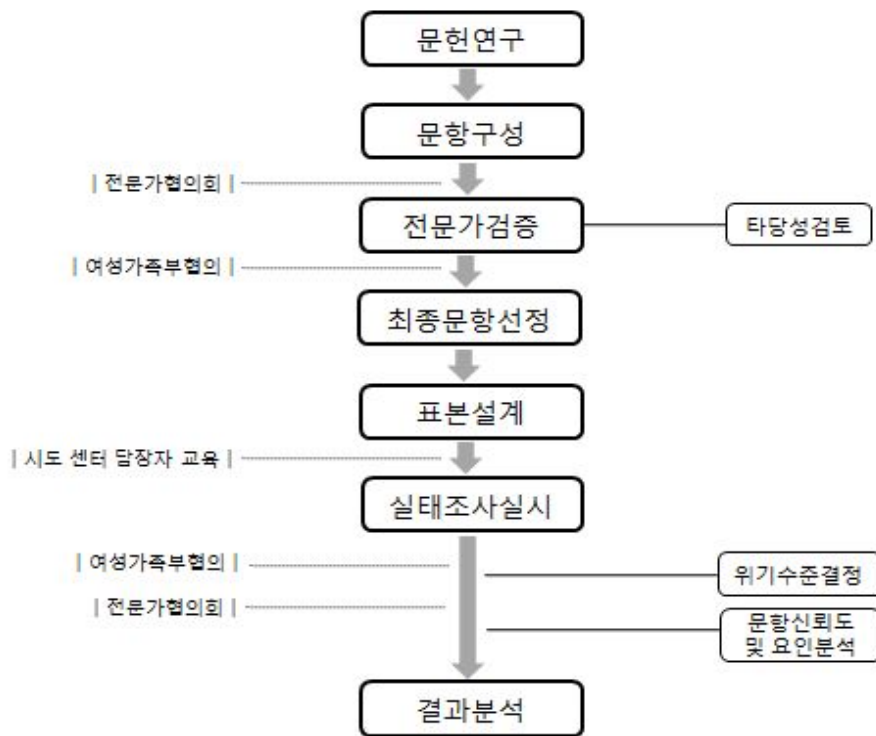 문헌연구
문항구성
| 전문가협의회 |
전문가검증
타당성검토
| 여성가족부협의 |
최종문항선정
표본설계
| 시도 센터 담장자 교육 |
실태조사실시
| 여성가족부협의 |
위기수준결정
| 전문가협의회 |
문항신뢰도
및 요인분석
결과분석